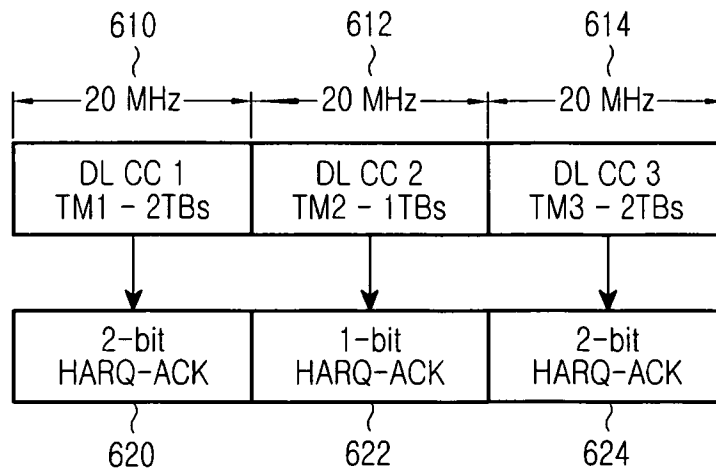 610 612 614
20 MHz 20 MHz 20 MHz
DL CC 1 DL CC 2 DL CC 3
TM1 - 2TBs TM2 - 1TBs TM3 - 2TBs
2-bit 1-bit 2-bit
HARQ-ACK HARQ-ACK HARQ-ACK
620 622 624